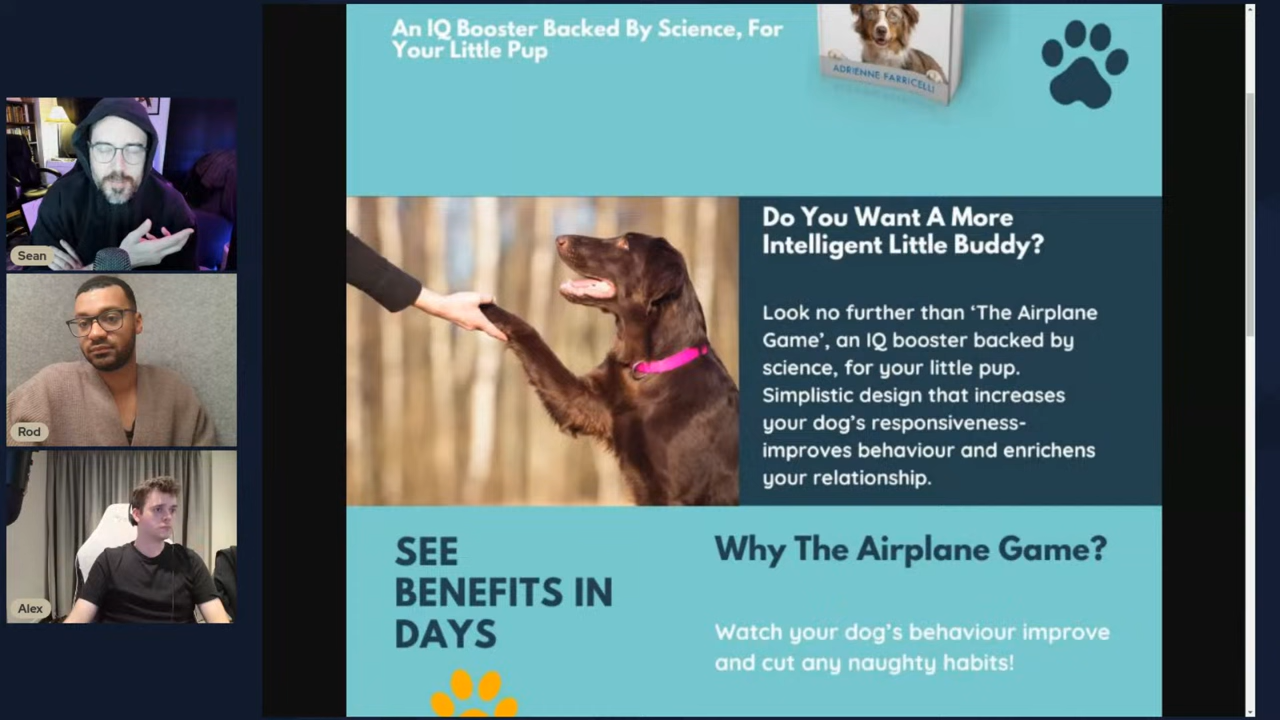 An IQ Booster Backed By Science, For
Your Little Pup
ADRIENNE FARRICELLI
Do You Want A More
Intelligent Little Buddy?
Look no further than ‘The Airplane
Game’, an IQ booster backed by
science, for your little pup.
Simplistic design that increases
your dog’s responsiveness-
improves behaviour and enrichens
your relationship.
SEE
BENEFITS IN
DAYS
Why The Airplane Game?
Watch your dog’s behaviour improve
and cut any naughty habits!
Sean
Rod
Alex